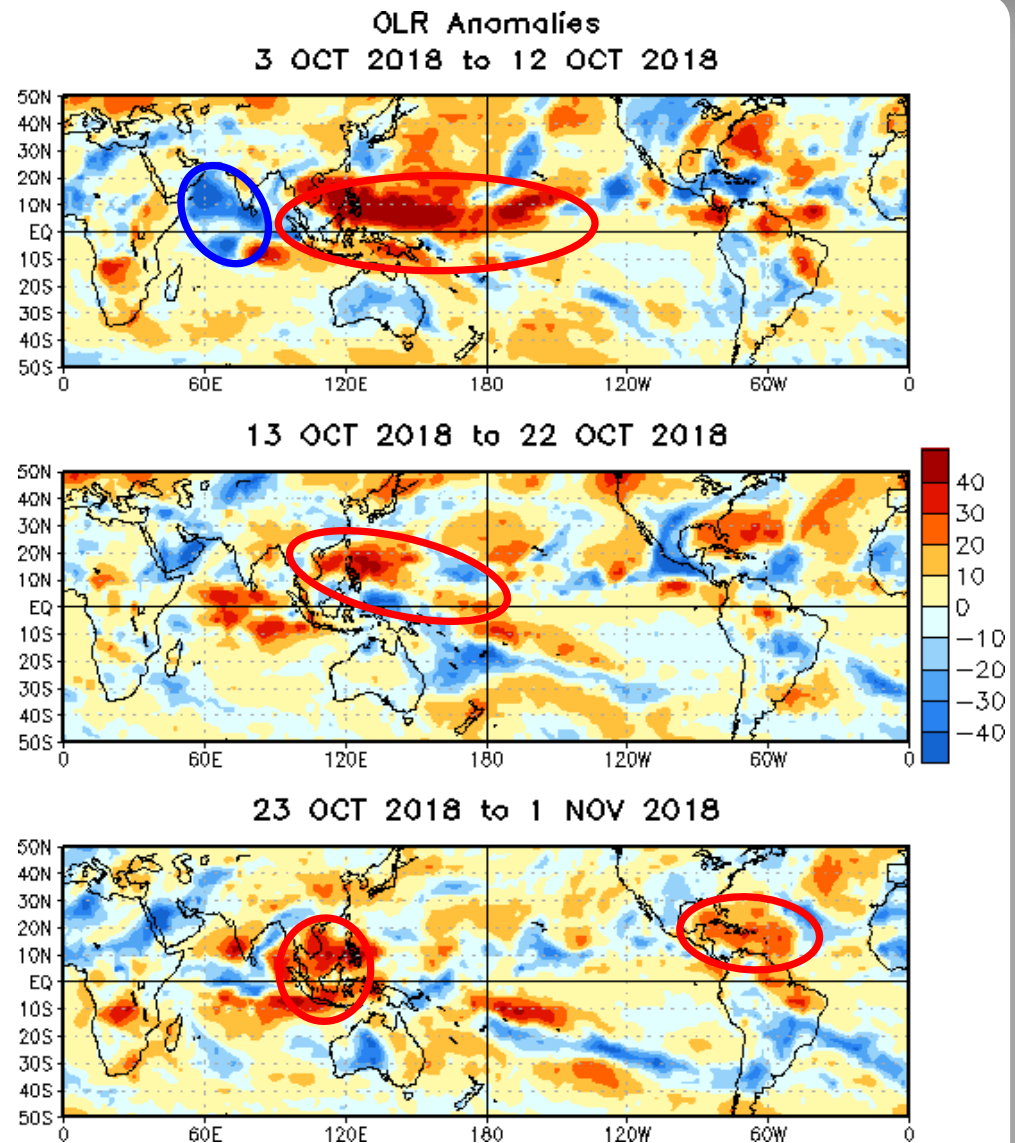 OLR Anomalies
3 OCT 2018 to 12 OCT 2018
50N
40N
30N
20N
10N
EQ
10S
20S
30S
40S
50S
0 60E 120E 180 120W 60W 0
13 OCT 2018 to 22 OCT 2018
50N
40N
30N
20N
10N
EQ
10S
20S
30S
40S
50S
0 60E 120E 180 120W 60W 0
40
30
20
10
0
-10
-20
-30
-40
23 OCT 2018 to 1 NOV 2018
50N
40N
30N
20N
10N
EQ
10S
20S
30S
40S
50S
0 60E 120E 180 120W 60W 0